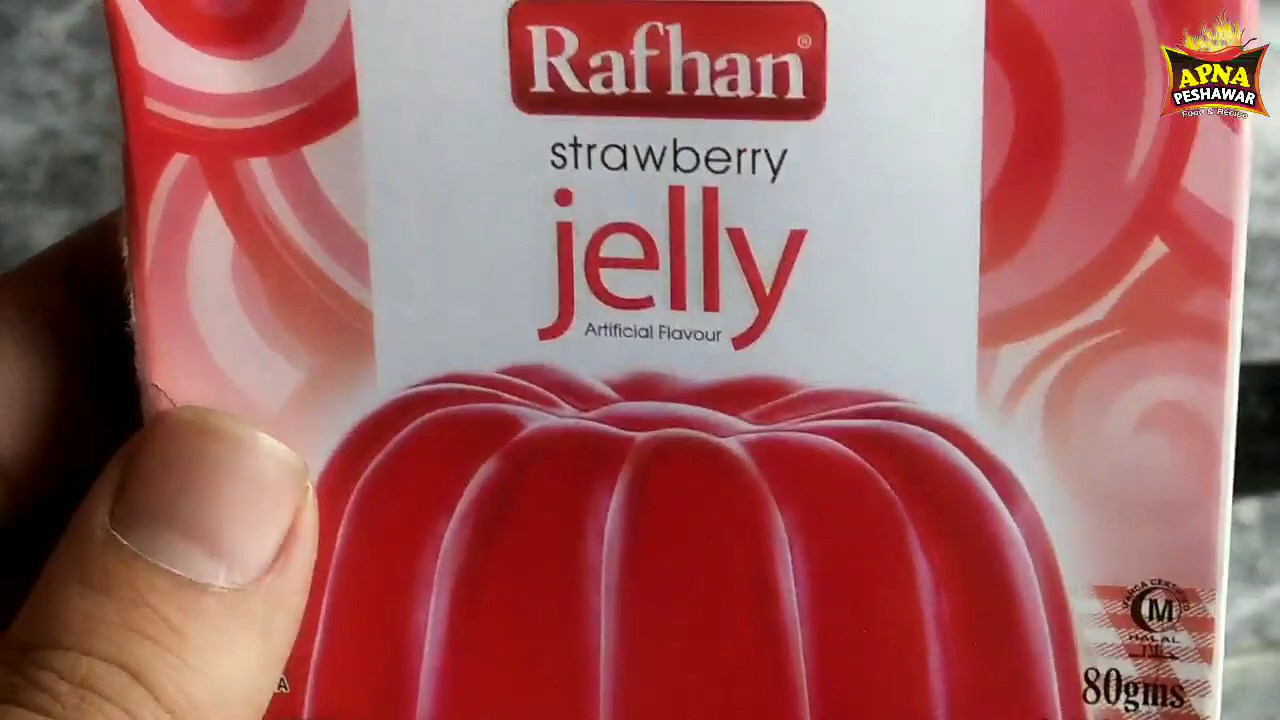 Rafhan®
strawberry
jelly
Artificial Flavour
APNA
PESHAWAR
Food & Recipe
M
HALAL
80gms